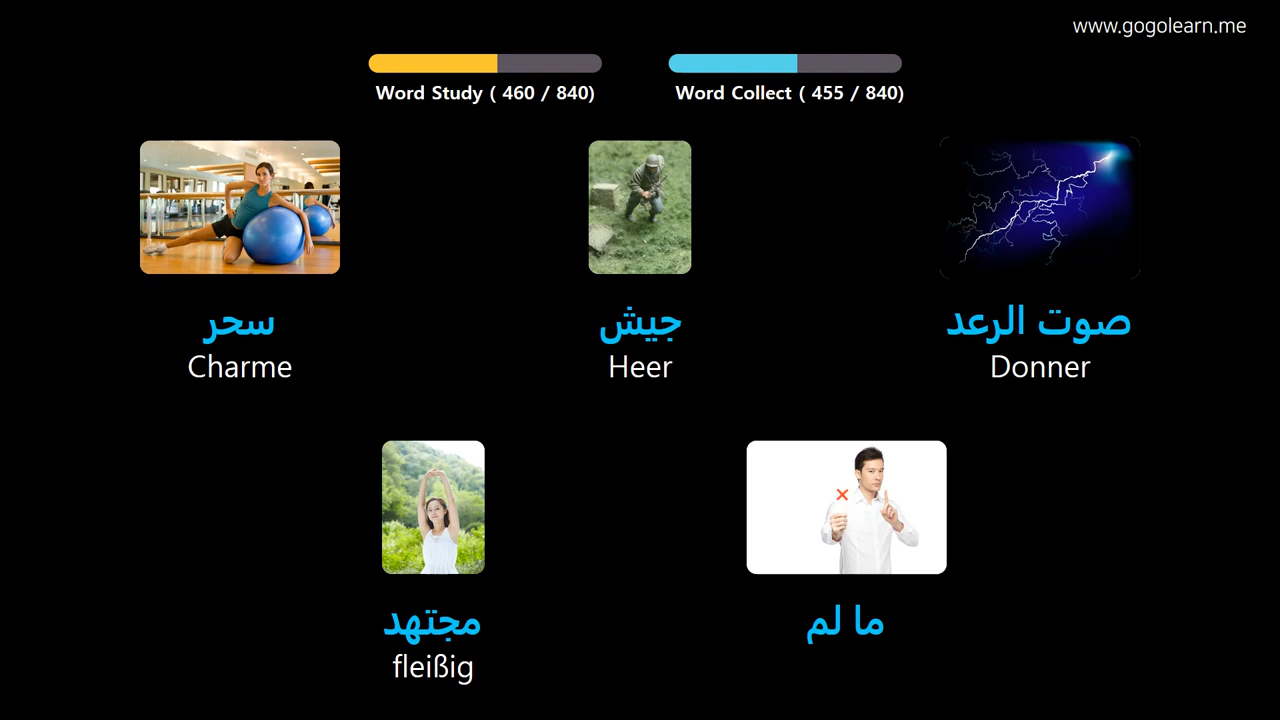 www.gogolearn.me
Word Study ( 460 / 840)
Word Collect ( 455 / 840)
سحر
Charme
جيش
Heer
صوت الرعد
Donner
مجتهد
fleißig
ما لم